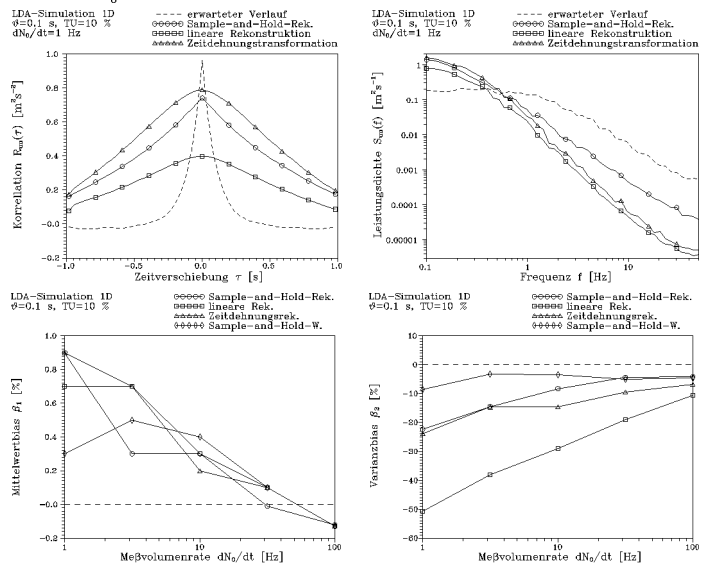 LDA-Simulation 1D
ϑ=0.1 s, TU=10 %
dN₀/dt=1 Hz
erwarteter Verlauf
Sample-and-Hold-Rek.
lineare Rekonstruktion
Zeitdehnungstransformation
Korrellation Rᵤᵤ(τ) [m²s⁻²]
1.0
0.8
0.6
0.4
0.2
-0.0
-0.2
-1.0
-0.5
0.0
0.5
1.0
Zeitverschiebung τ [s]
LDA-Simulation 1D
ϑ=0.1 s, TU=10 %
dN₀/dt=1 Hz
erwarteter Verlauf
Sample-and-Hold-Rek.
lineare Rekonstruktion
Zeitdehnungstransformation
Leistungsdichte Sᵤᵤ(f) [m²s⁻¹]
1.0
0.1
0.01
0.001
0.0001
0.00001
0.1
1
10
Frequenz f [Hz]
LDA-Simulation 1D
ϑ=0.1 s, TU=10 %
Sample-and-Hold-Rek.
lineare Rek.
Zeitdehnungsrek.
Sample-and-Hold-W.
Mittelwertbias β₁ [%]
1.0
0.8
0.6
0.4
0.2
-0.0
-0.2
1
10
100
Meßvolumenrate dN₀/dt [Hz]
LDA-Simulation 1D
ϑ=0.1 s, TU=10 %
Sample-and-Hold-Rek.
lineare Rek.
Zeitdehnungsrek.
Sample-and-Hold-W.
Varianzbias β₂ [%]
10
0
-10
-20
-30
-40
-50
-60
1
10
100
Meßvolumenrate dN₀/dt [Hz]